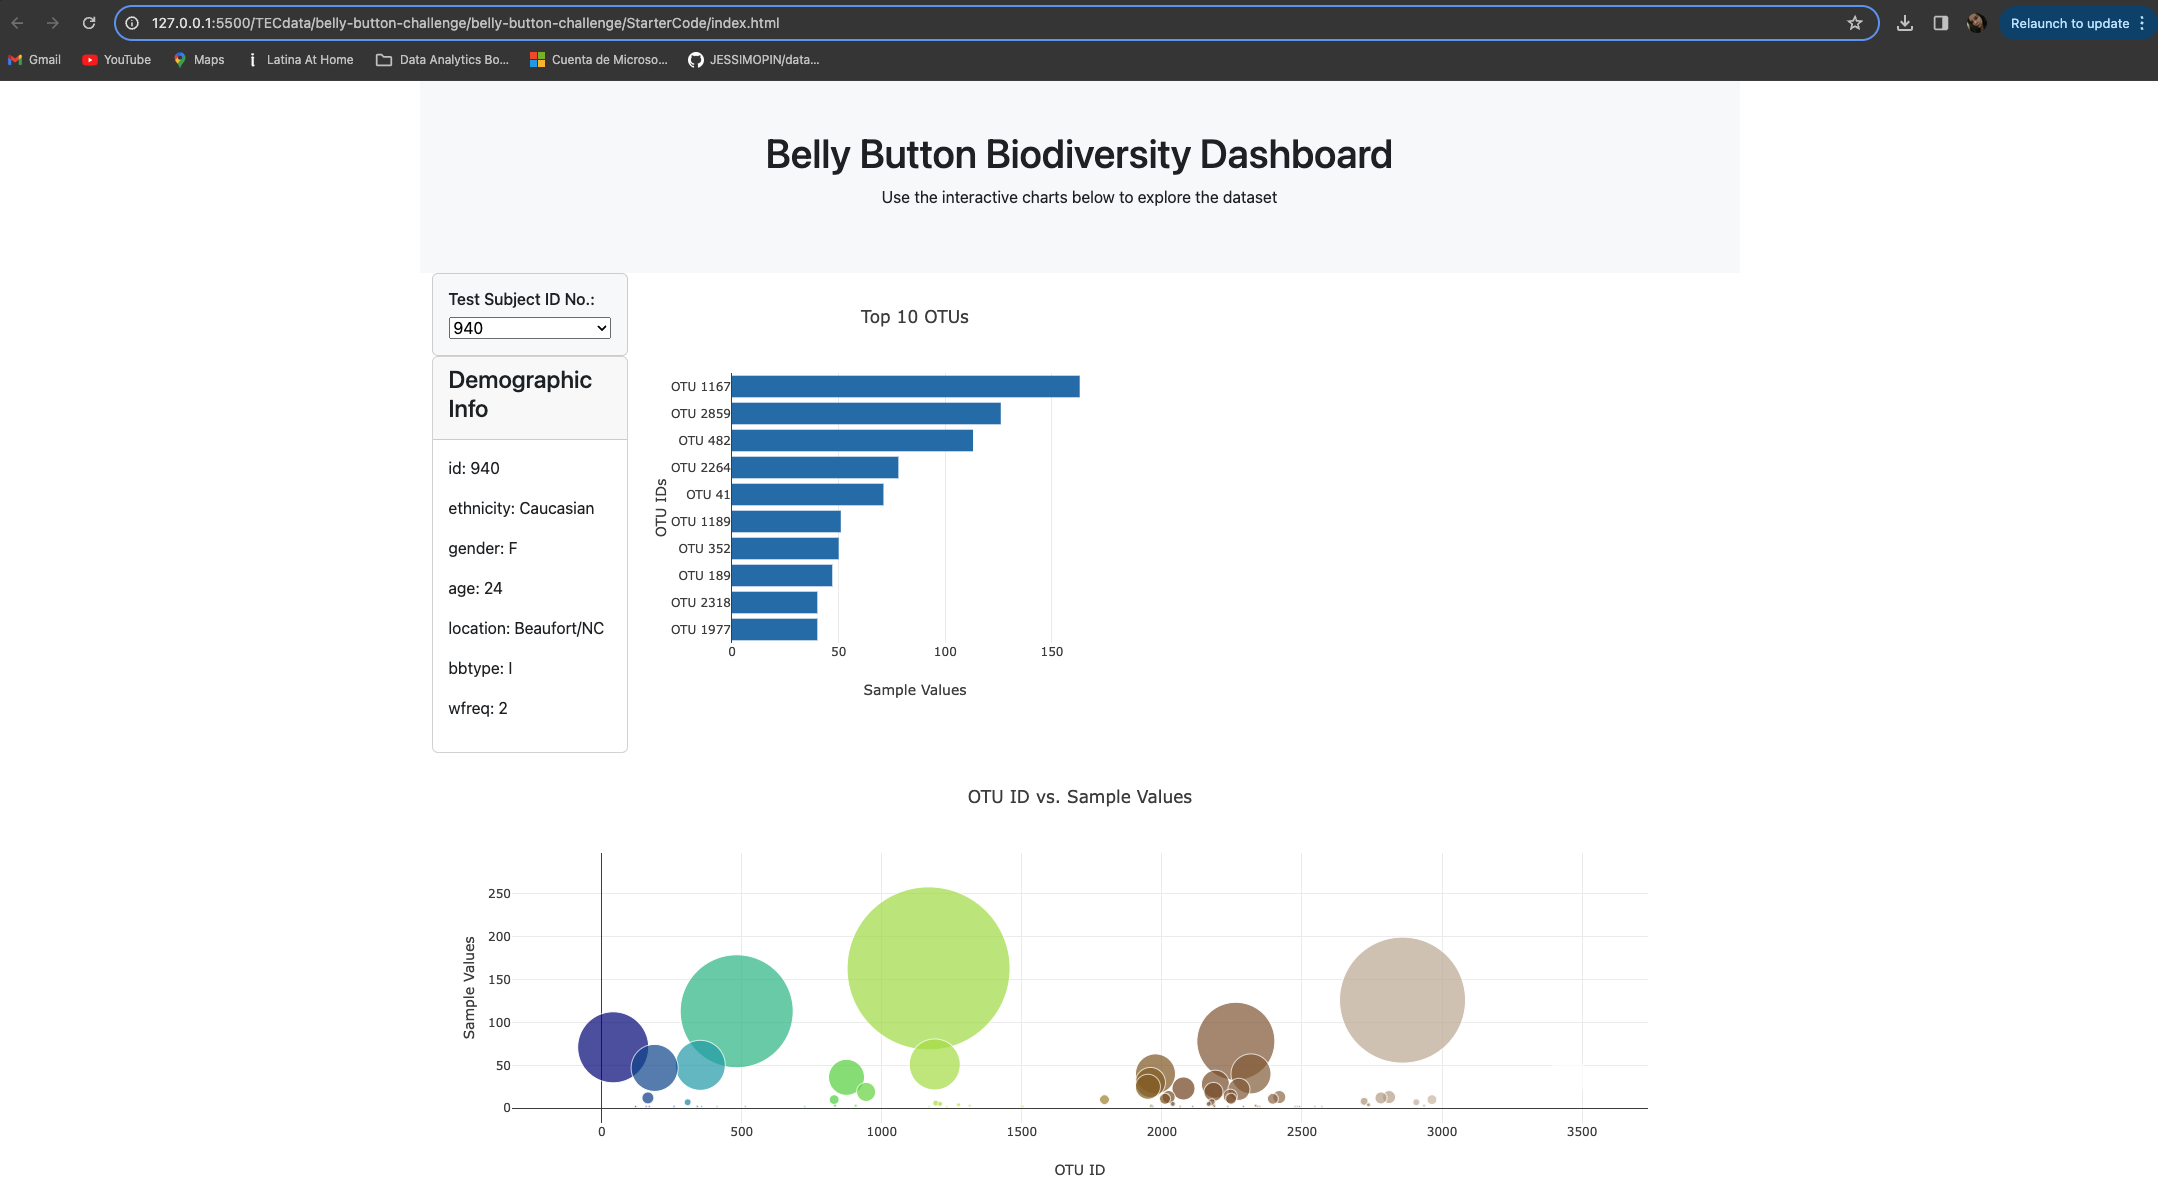 127.0.0.1:5500/TECdata/belly-button-challenge/belly-button-challenge/StarterCode/index.html
Relaunch to update
Gmail
YouTube
Maps
Latina At Home
Data Analytics Bo...
Cuenta de Microso...
JESSIMOPIN/data...
Belly Button Biodiversity Dashboard
Use the interactive charts below to explore the dataset
Test Subject ID No.:
940
Demographic
Info
id: 940
ethnicity: Caucasian
gender: F
age: 24
location: Beaufort/NC
bbtype: I
wfreq: 2
Top 10 OTUs
OTU IDs
OTU 1167
OTU 2859
OTU 482
OTU 2264
OTU 41
OTU 1189
OTU 352
OTU 189
OTU 2318
OTU 1977
0 50 100 150
Sample Values
OTU ID vs. Sample Values
Sample Values
250
200
150
100
50
0
0 500 1000 1500 2000 2500 3000 3500
OTU ID